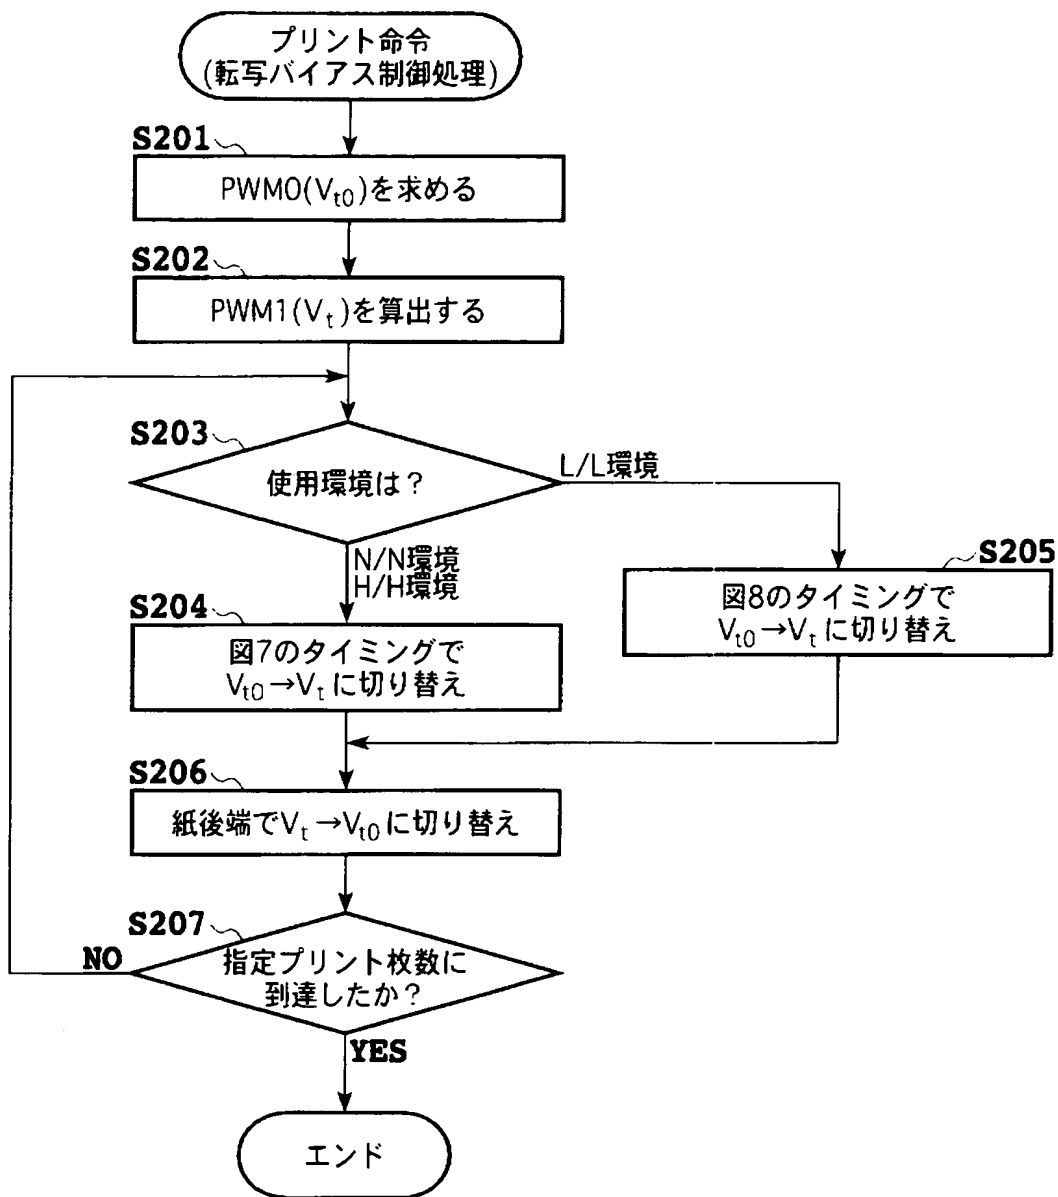 プリント命令
(転写バイアス制御処理)
S201
PWM0(Vt0)を求める
S202
PWM1(Vt)を算出する
S203
使用環境は?
L/L環境
N/N環境
H/H環境
S204
図7のタイミングで
Vt0→Vtに切り替え
S205
図8のタイミングで
Vt0→Vtに切り替え
S206
紙後端でVt→Vt0に切り替え
S207
指定プリント枚数に
到達したか?
NO
YES
エンド